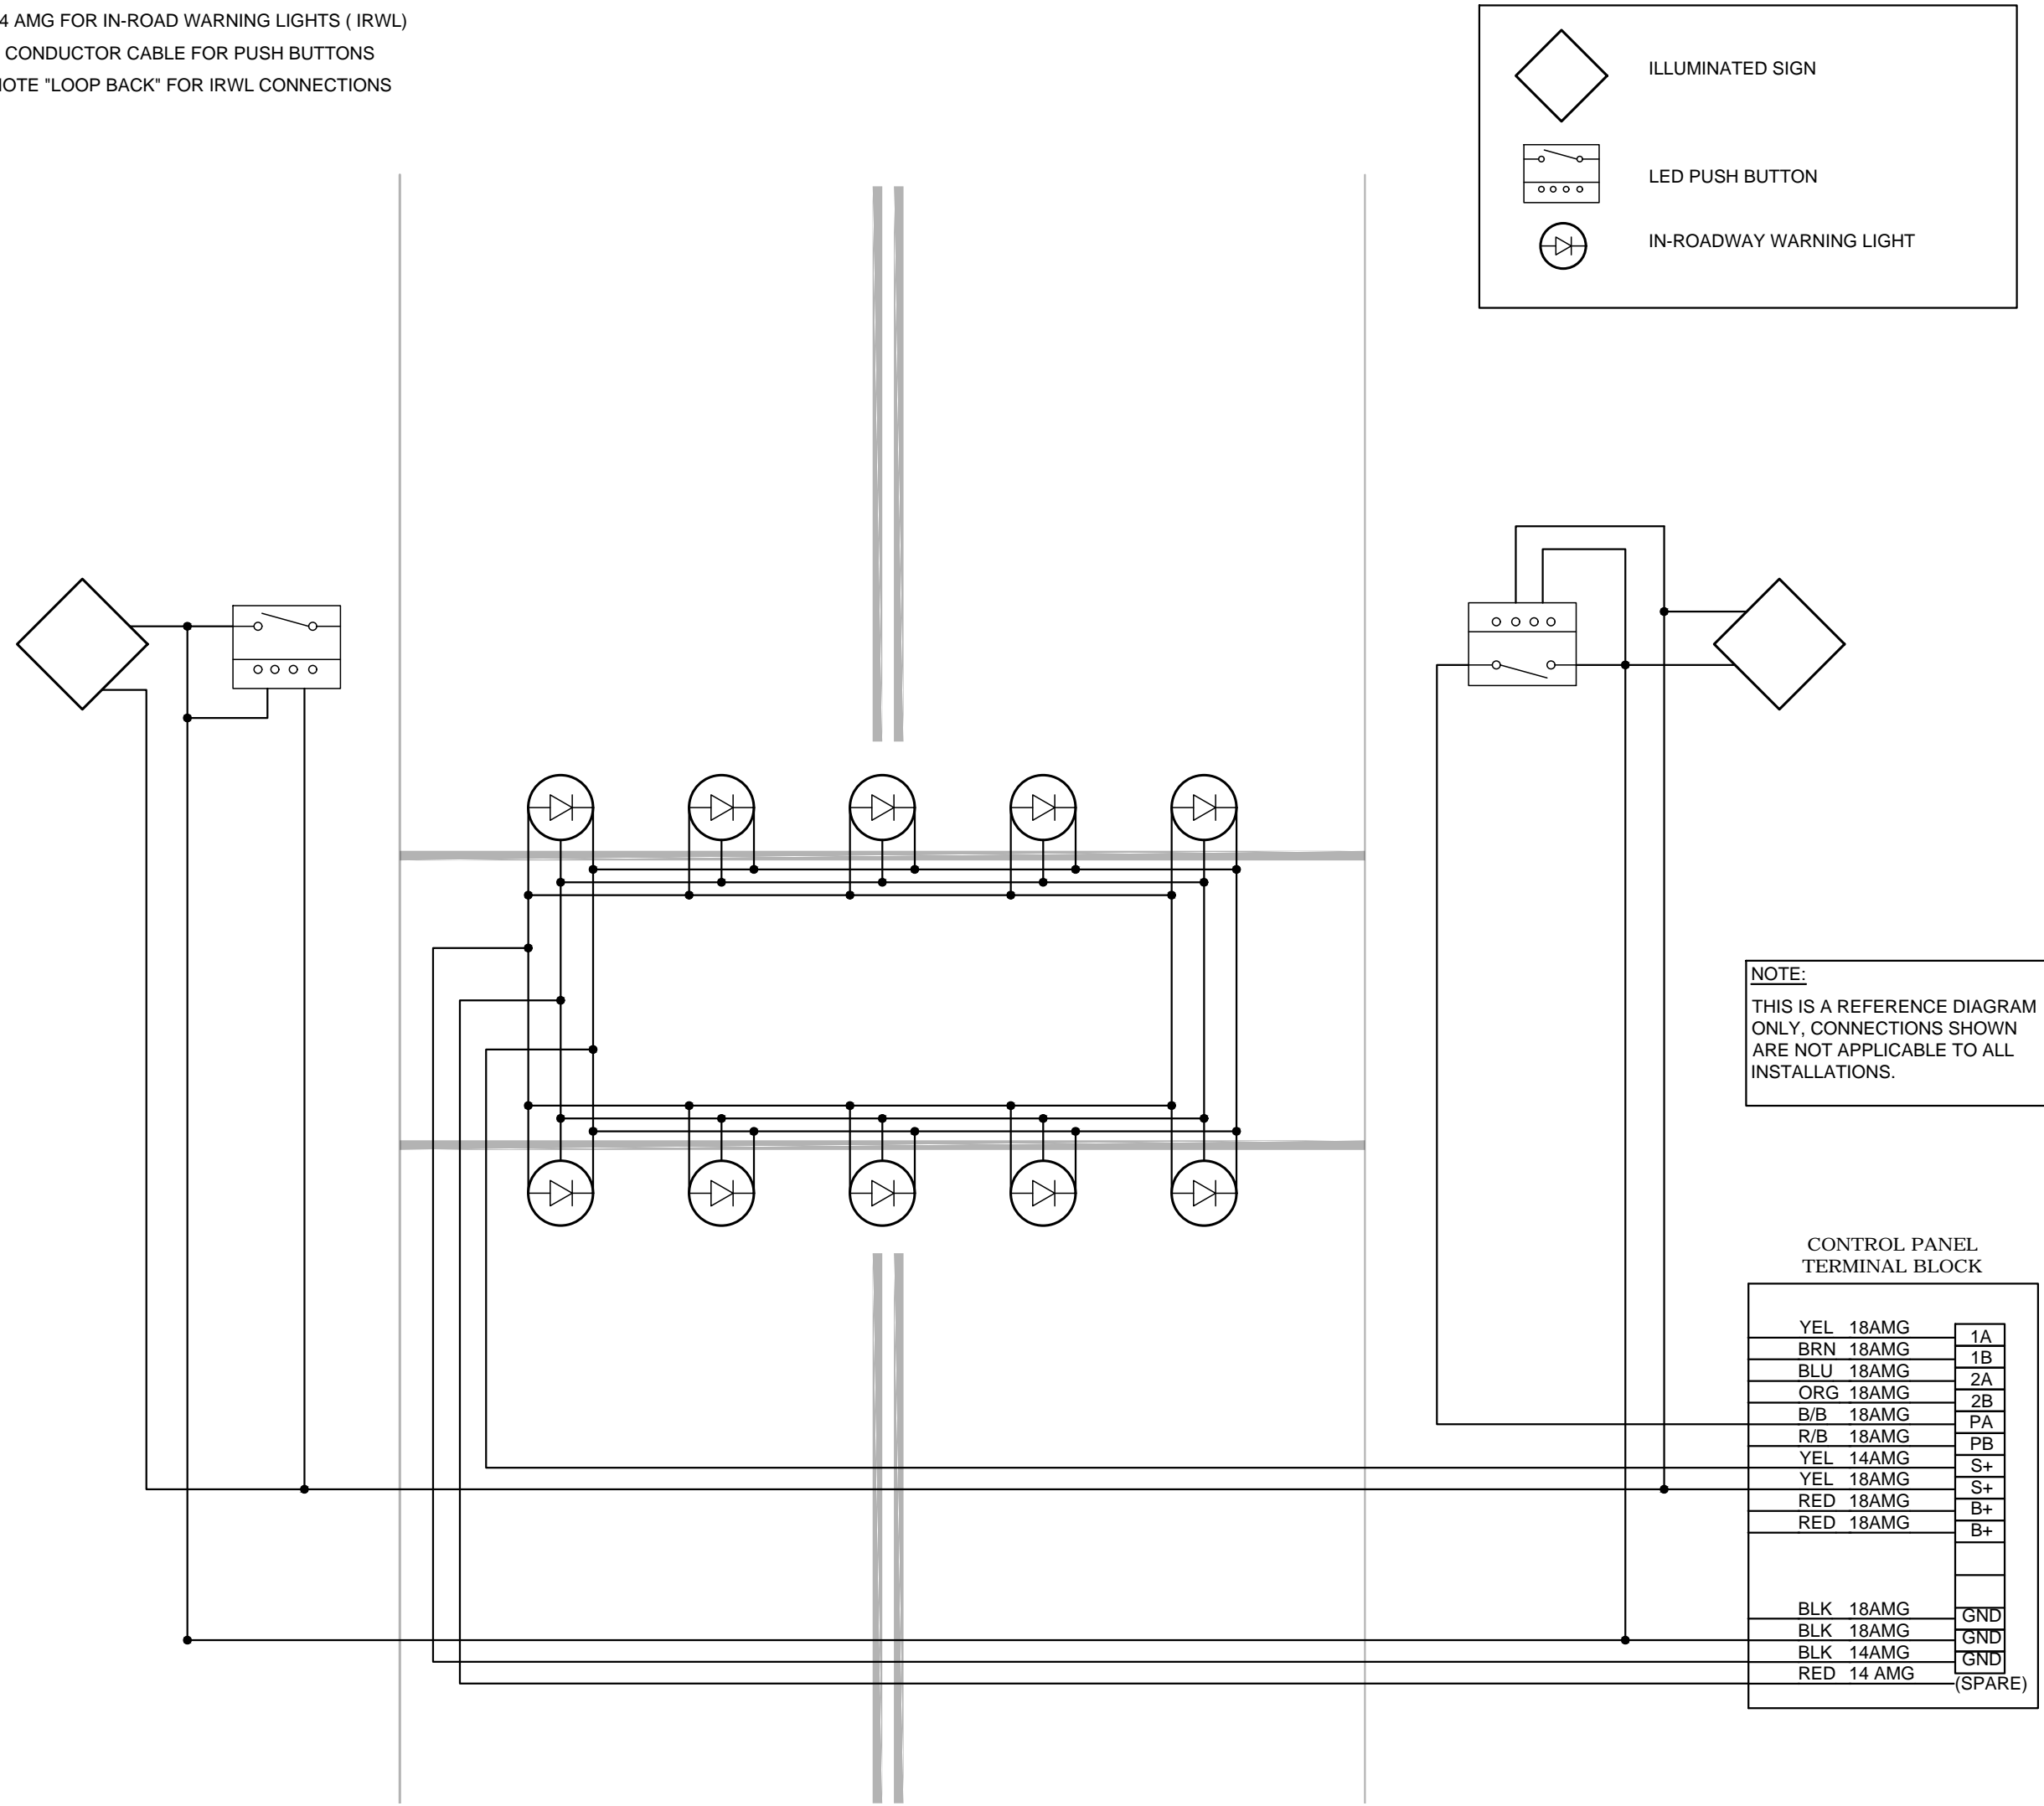 4 AMG FOR IN-ROAD WARNING LIGHTS ( IRWL)
CONDUCTOR CABLE FOR PUSH BUTTONS
NOTE "LOOP BACK" FOR IRWL CONNECTIONS
ILLUMINATED SIGN
LED PUSH BUTTON
IN-ROADWAY WARNING LIGHT
NOTE:
THIS IS A REFERENCE DIAGRAM
ONLY, CONNECTIONS SHOWN
ARE NOT APPLICABLE TO ALL
INSTALLATIONS.
CONTROL PANEL
TERMINAL BLOCK
YEL 18AMG 1A
BRN 18AMG 1B
BLU 18AMG 2A
ORG 18AMG 2B
B/B 18AMG PA
R/B 18AMG PB
YEL 14AMG S+
YEL 18AMG S+
RED 18AMG B+
RED 18AMG B+
BLK 18AMG GND
BLK 18AMG GND
BLK 14AMG GND
RED 14 AMG (SPARE)